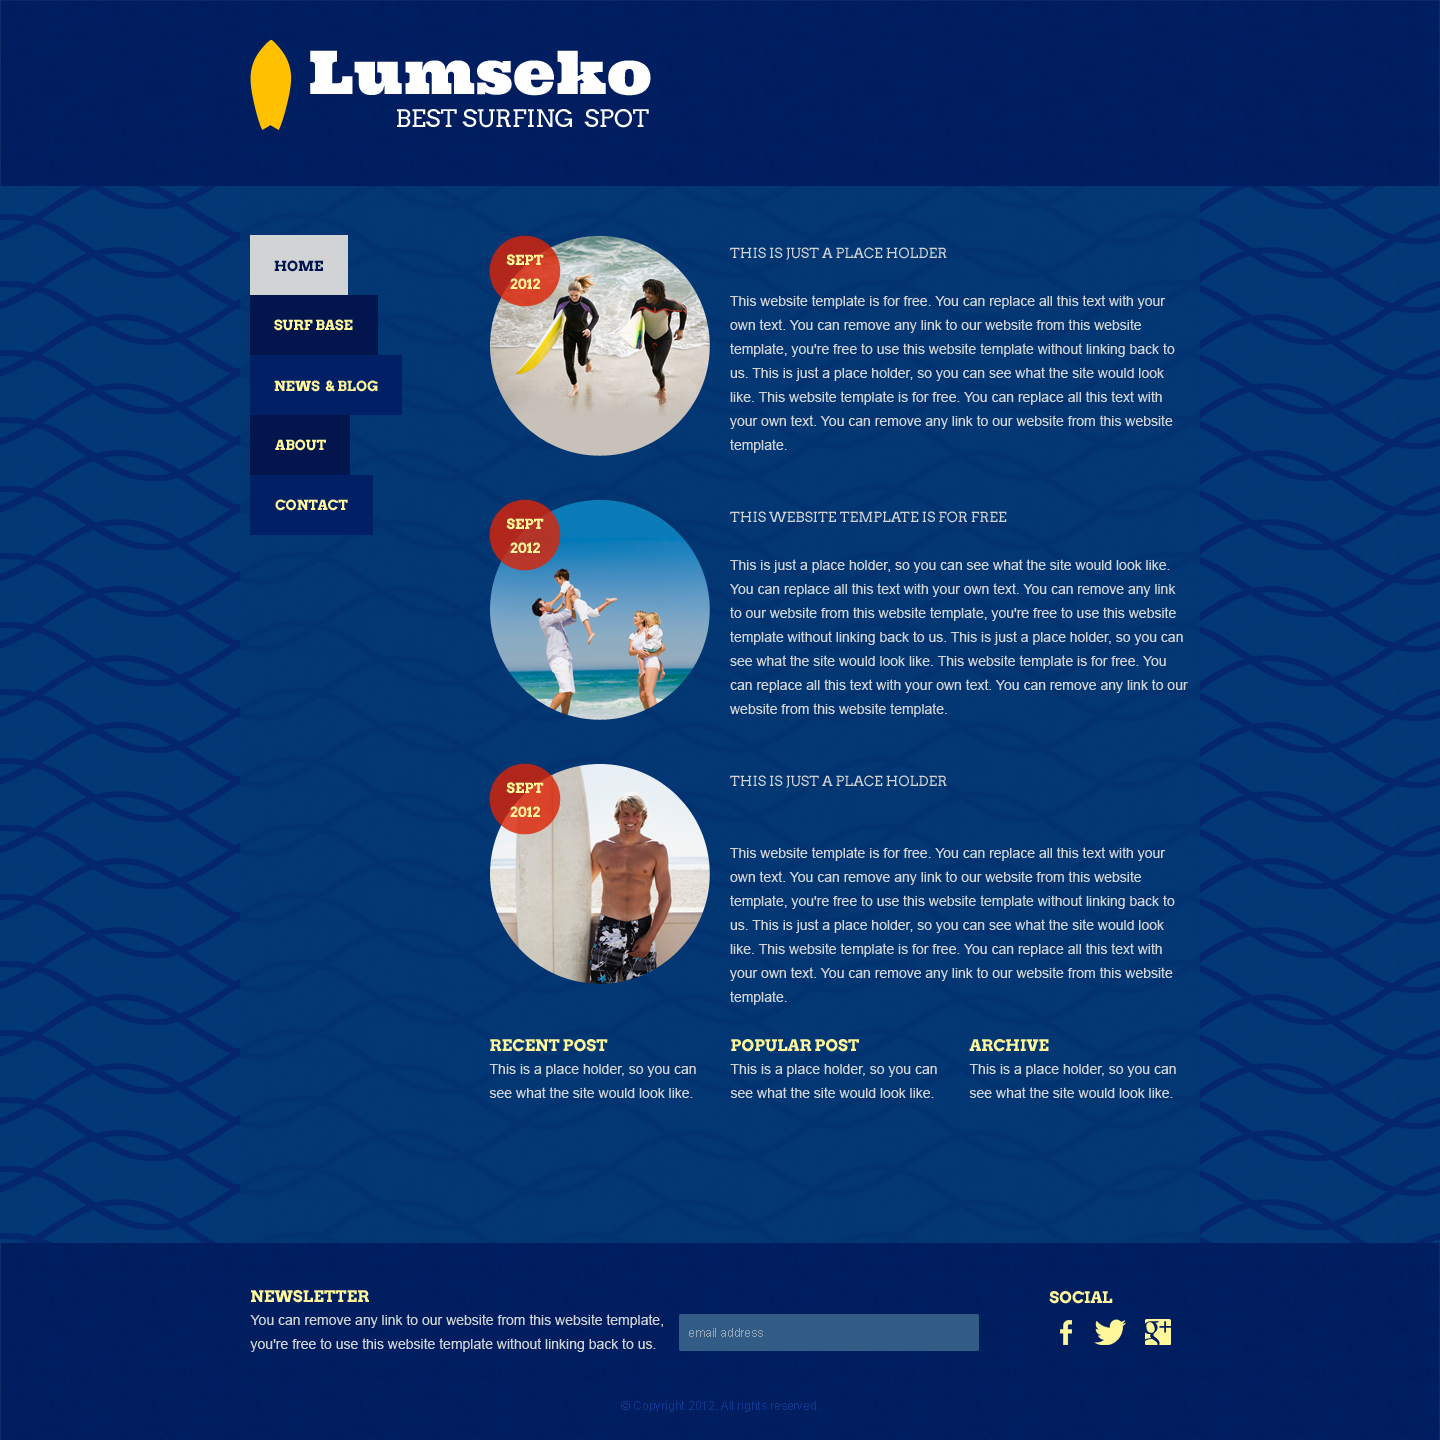 Lumseko
BEST SURFING SPOT
HOME
SURF BASE
NEWS & BLOG
ABOUT
CONTACT
SEPT
2012
THIS IS JUST A PLACE HOLDER
This website template is for free. You can replace all this text with your
own text. You can remove any link to our website from this website
template, you're free to use this website template without linking back to
us. This is just a place holder, so you can see what the site would look
like. This website template is for free. You can replace all this text with
your own text. You can remove any link to our website from this website
template.
SEPT
2012
THIS WEBSITE TEMPLATE IS FOR FREE
This is just a place holder, so you can see what the site would look like.
You can replace all this text with your own text. You can remove any link
to our website from this website template, you're free to use this website
template without linking back to us. This is just a place holder, so you can
see what the site would look like. This website template is for free. You
can replace all this text with your own text. You can remove any link to our
website from this website template.
SEPT
2012
THIS IS JUST A PLACE HOLDER
This website template is for free. You can replace all this text with your
own text. You can remove any link to our website from this website
template, you're free to use this website template without linking back to
us. This is just a place holder, so you can see what the site would look
like. This website template is for free. You can replace all this text with
your own text. You can remove any link to our website from this website
template.
RECENT POST
This is a place holder, so you can
see what the site would look like.
POPULAR POST
This is a place holder, so you can
see what the site would look like.
ARCHIVE
This is a place holder, so you can
see what the site would look like.
NEWSLETTER
You can remove any link to our website from this website template,
you're free to use this website template without linking back to us.
email address
SOCIAL
© Copyright 2012. All rights reserved.